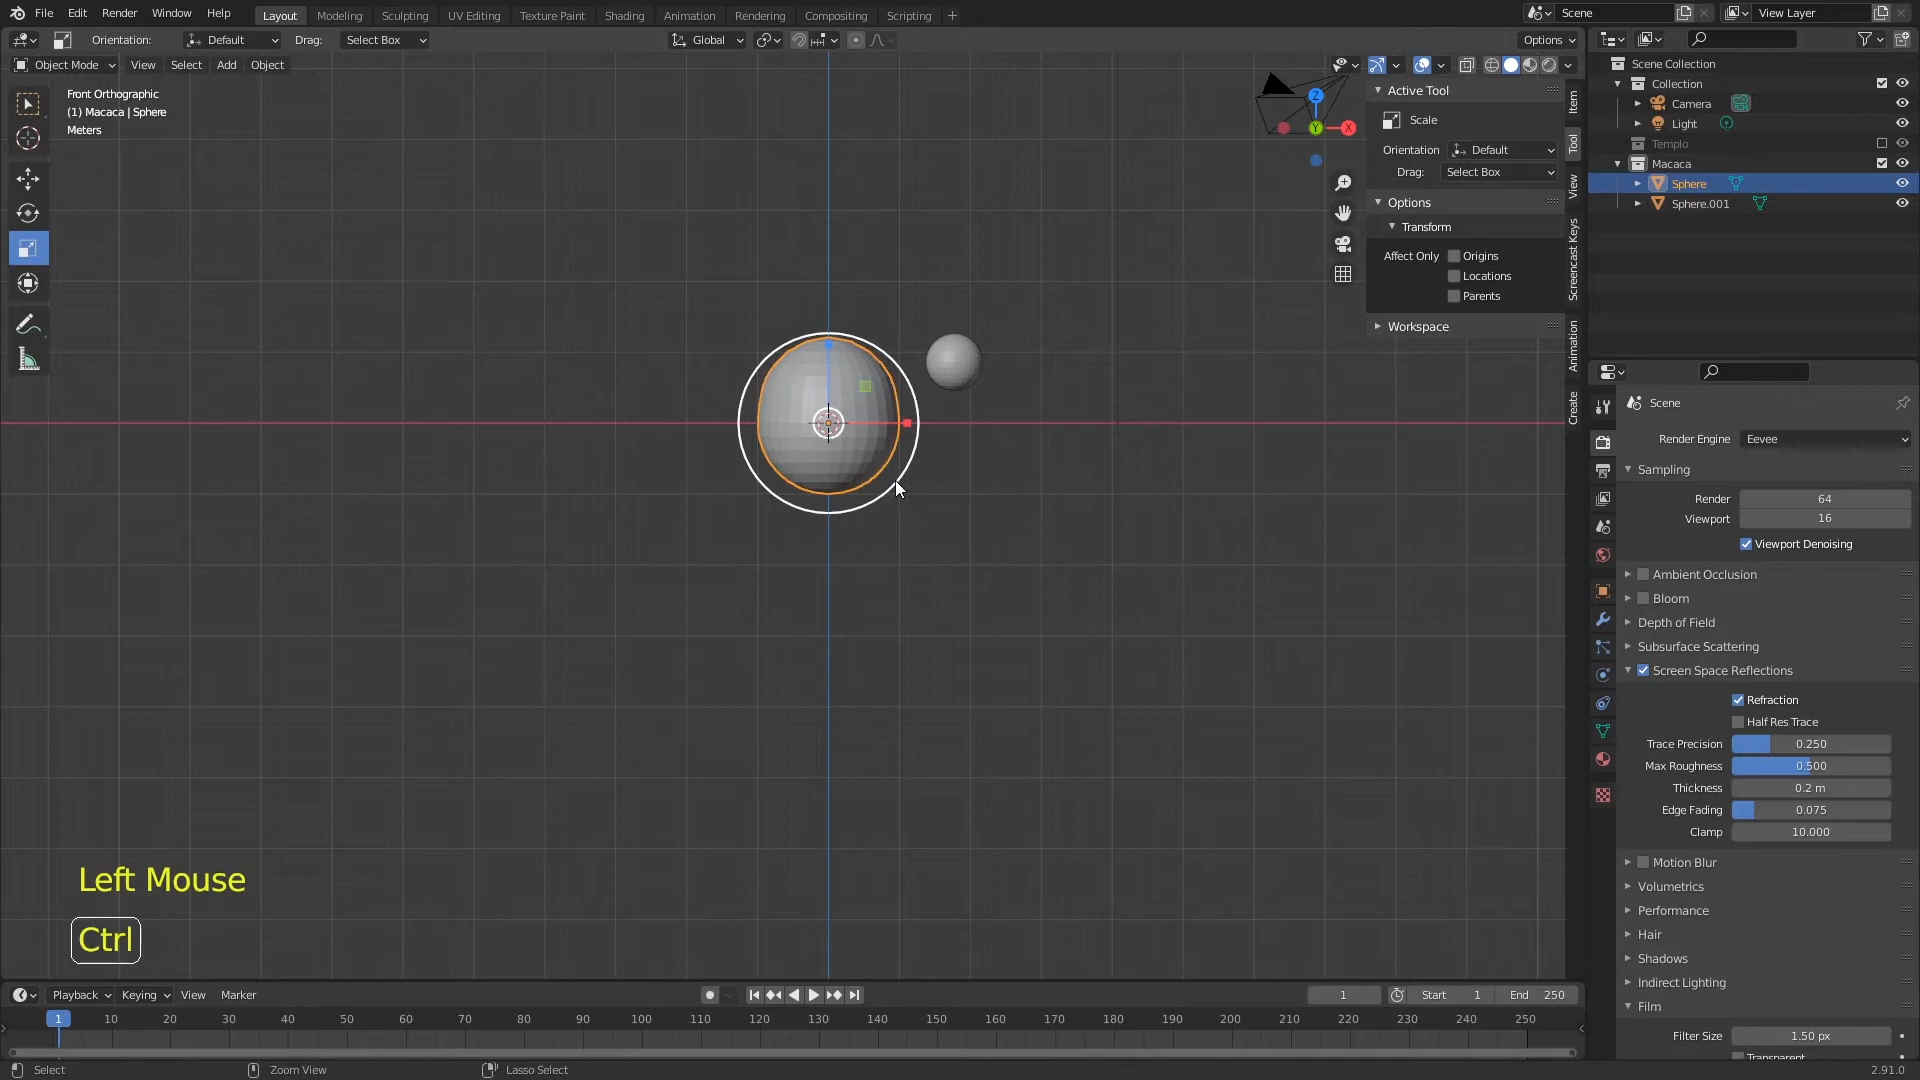 File Edit Render Window Help Layout Modeling Sculpting UV Editing Texture Paint Shading Animation Rendering Compositing Scripting + Scene View Layer
Orientation: Default Drag: Select Box Global Options
Object Mode View Select Add Object
Front Orthographic
(1) Macaca | Sphere
Meters
Z
Y
X
Active Tool
Scale
Orientation Default
Drag: Select Box
Options
Transform
Affect Only Origins
Locations
Parents
Workspace
Item
Tool
View
Screencast Keys
Animation
Create
Scene Collection
Collection
Camera
Light
Templo
Macaca
Sphere
Sphere.001
Scene
Render Engine Eevee
Sampling
Render 64
Viewport 16
Viewport Denoising
Ambient Occlusion
Bloom
Depth of Field
Subsurface Scattering
Screen Space Reflections
Refraction
Half Res Trace
Trace Precision 0.250
Max Roughness 0.500
Thickness 0.2 m
Edge Fading 0.075
Clamp 10.000
Motion Blur
Volumetrics
Performance
Hair
Shadows
Indirect Lighting
Film
Filter Size 1.50 px
Transparent
Left Mouse
Ctrl
Playback Keying View Marker 1 Start 1 End 250
1 10 20 30 40 50 60 70 80 90 100 110 120 130 140 150 160 170 180 190 200 210 220 230 240 250
Select Zoom View Lasso Select 2.91.0